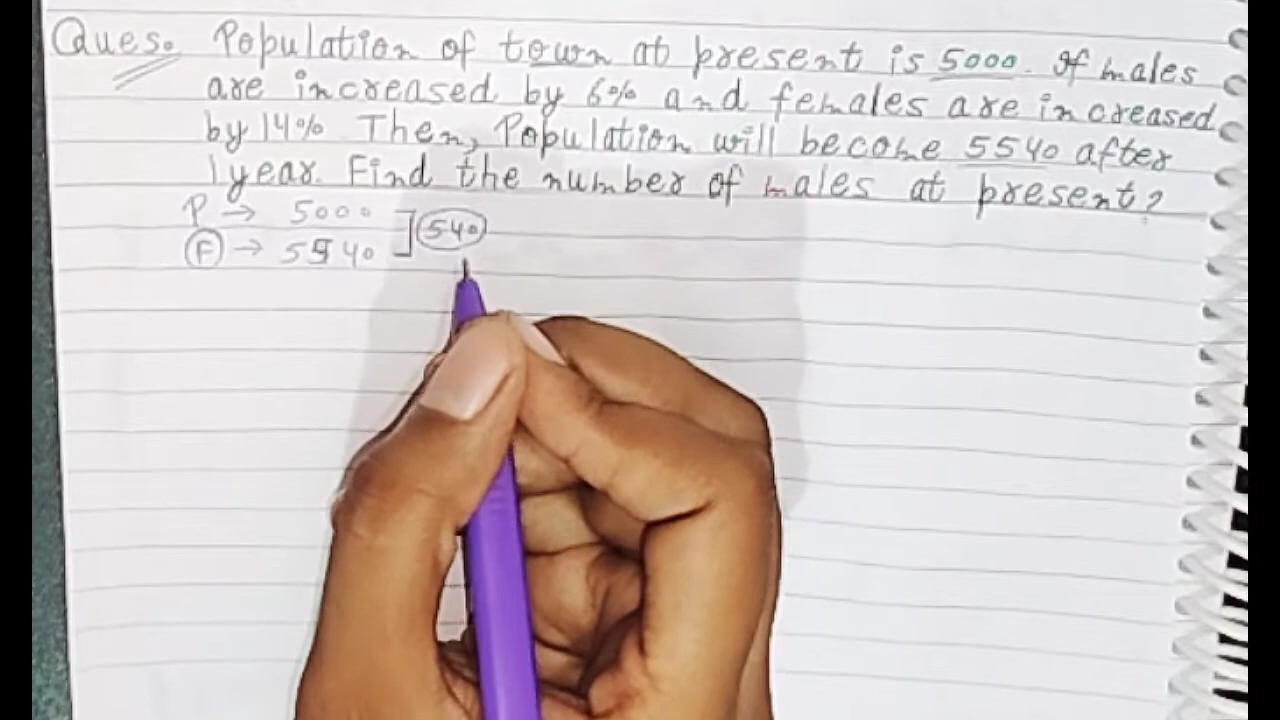 Ques. Population of town at present is 5000. If males
are increased by 6% and females are increased
by 14% Then, Population will become 5540 after
1 year. Find the number of males at present?
P → 5000
F → 5540 ] 540